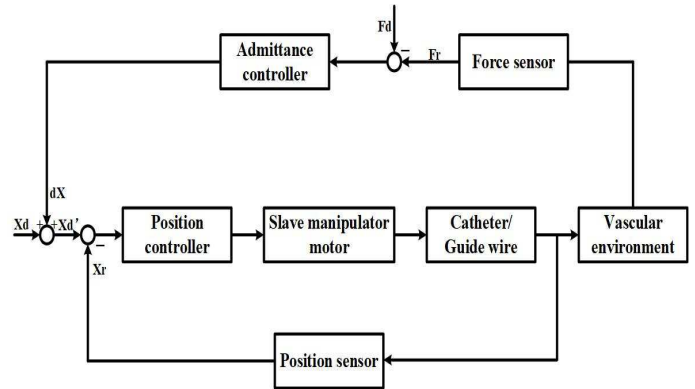 Fd
−
Admittance
controller
Fr
Force sensor
dX
Xd
+
+Xd’
−
Position
controller
Slave manipulator
motor
Catheter/
Guide wire
Vascular
environment
Xr
Position sensor